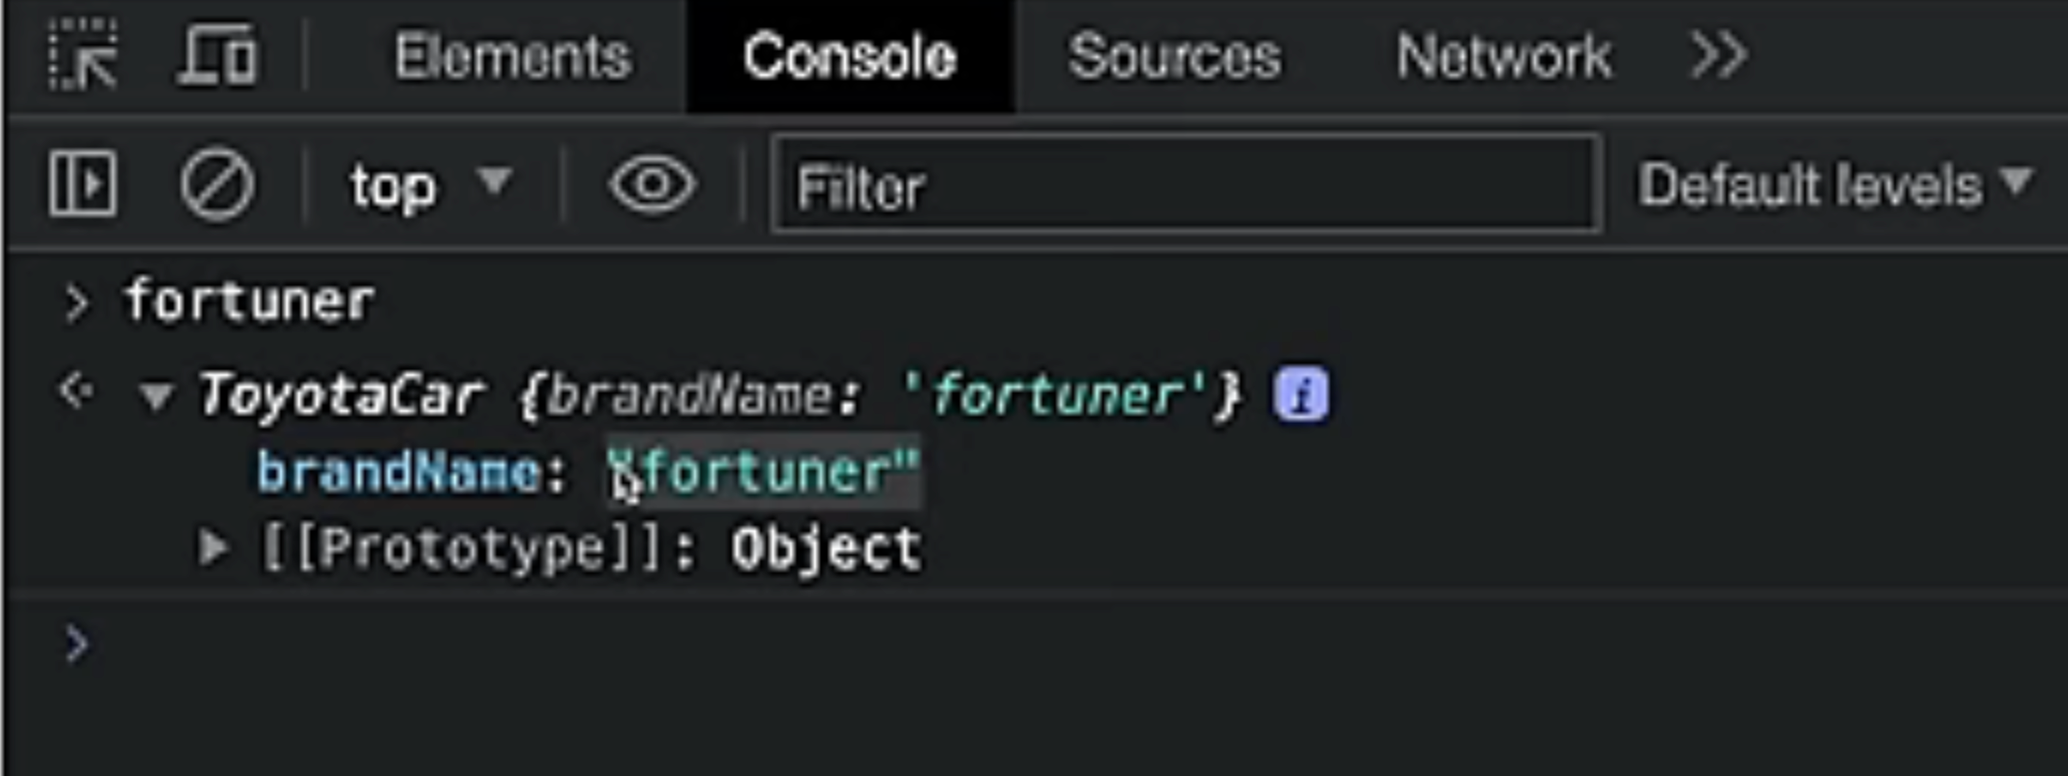 Elements Console Sources Network
top Filter Default levels
fortuner
ToyotaCar {brandName: 'fortuner'} i
brandName: "fortuner"
[[Prototype]]: Object